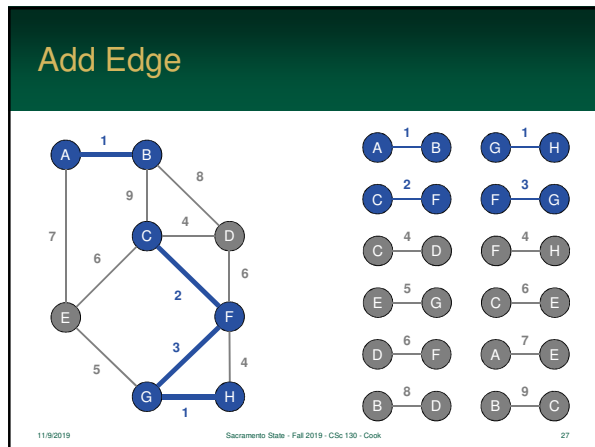 Add Edge
1
A B
8
9
4
C D
7
6
6
2
E F
3
5
4
G H
1
1 1
A B G H
2 3
C F F G
4 4
C D F H
5 6
E G C E
6 7
D F A E
8 9
B D B C
11/9/2019 Sacramento State - Fall 2019 - CSc 130 - Cook 27